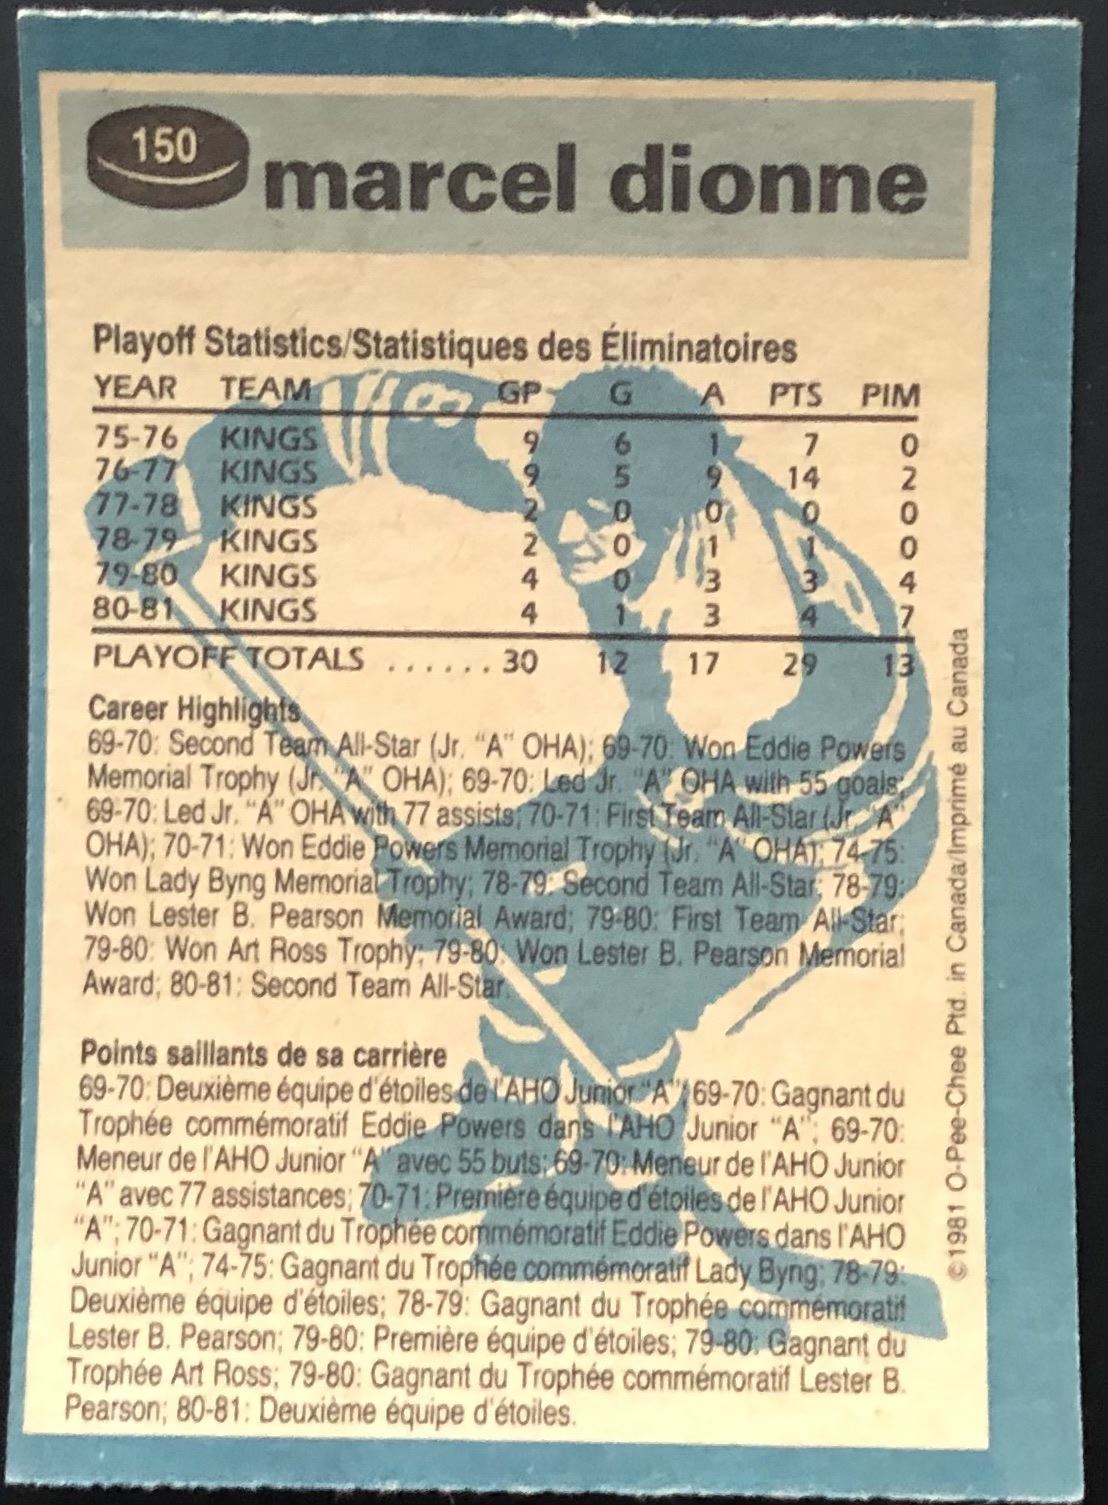 150
marcel dionne
Playoff Statistics/Statistiques des Éliminatoires
YEAR TEAM GP G A PTS PIM
75-76 KINGS 9 6 1 7 0
76-77 KINGS 9 5 9 14 2
77-78 KINGS 2 0 0 0 0
78-79 KINGS 2 0 1 1 0
79-80 KINGS 4 0 3 3 4
80-81 KINGS 4 1 3 4 7
PLAYOFF TOTALS ...... 30 12 17 29 13
Career Highlights
69-70: Second Team All-Star (Jr. "A" OHA); 69-70: Won Eddie Powers
Memorial Trophy (Jr. "A" OHA); 69-70: Led Jr. "A" OHA with 55 goals;
69-70: Led Jr. "A" OHA with 77 assists; 70-71: First Team All-Star (Jr. "A"
OHA); 70-71: Won Eddie Powers Memorial Trophy (Jr. "A" OHA); 74-75:
Won Lady Byng Memorial Trophy; 78-79: Second Team All-Star; 78-79:
Won Lester B. Pearson Memorial Award; 79-80: First Team All-Star;
79-80: Won Art Ross Trophy; 79-80: Won Lester B. Pearson Memorial
Award; 80-81: Second Team All-Star.
Points saillants de sa carrière
69-70: Deuxième équipe d'étoiles de l'AHO Junior "A"; 69-70: Gagnant du
Trophée commémoratif Eddie Powers dans l'AHO Junior "A"; 69-70:
Meneur de l'AHO Junior "A" avec 55 buts; 69-70: Meneur de l'AHO Junior
"A" avec 77 assistances; 70-71: Première équipe d'étoiles de l'AHO Junior
"A"; 70-71: Gagnant du Trophée commémoratif Eddie Powers dans l'AHO
Junior "A"; 74-75: Gagnant du Trophée commémoratif Lady Byng; 78-79:
Deuxième équipe d'étoiles; 78-79: Gagnant du Trophée commémoratif
Lester B. Pearson; 79-80: Première équipe d'étoiles; 79-80: Gagnant du
Trophée Art Ross; 79-80: Gagnant du Trophée commémoratif Lester B.
Pearson; 80-81: Deuxième équipe d'étoiles.
©1981 O-Pee-Chee Ptd. in Canada/Imprimé au Canada